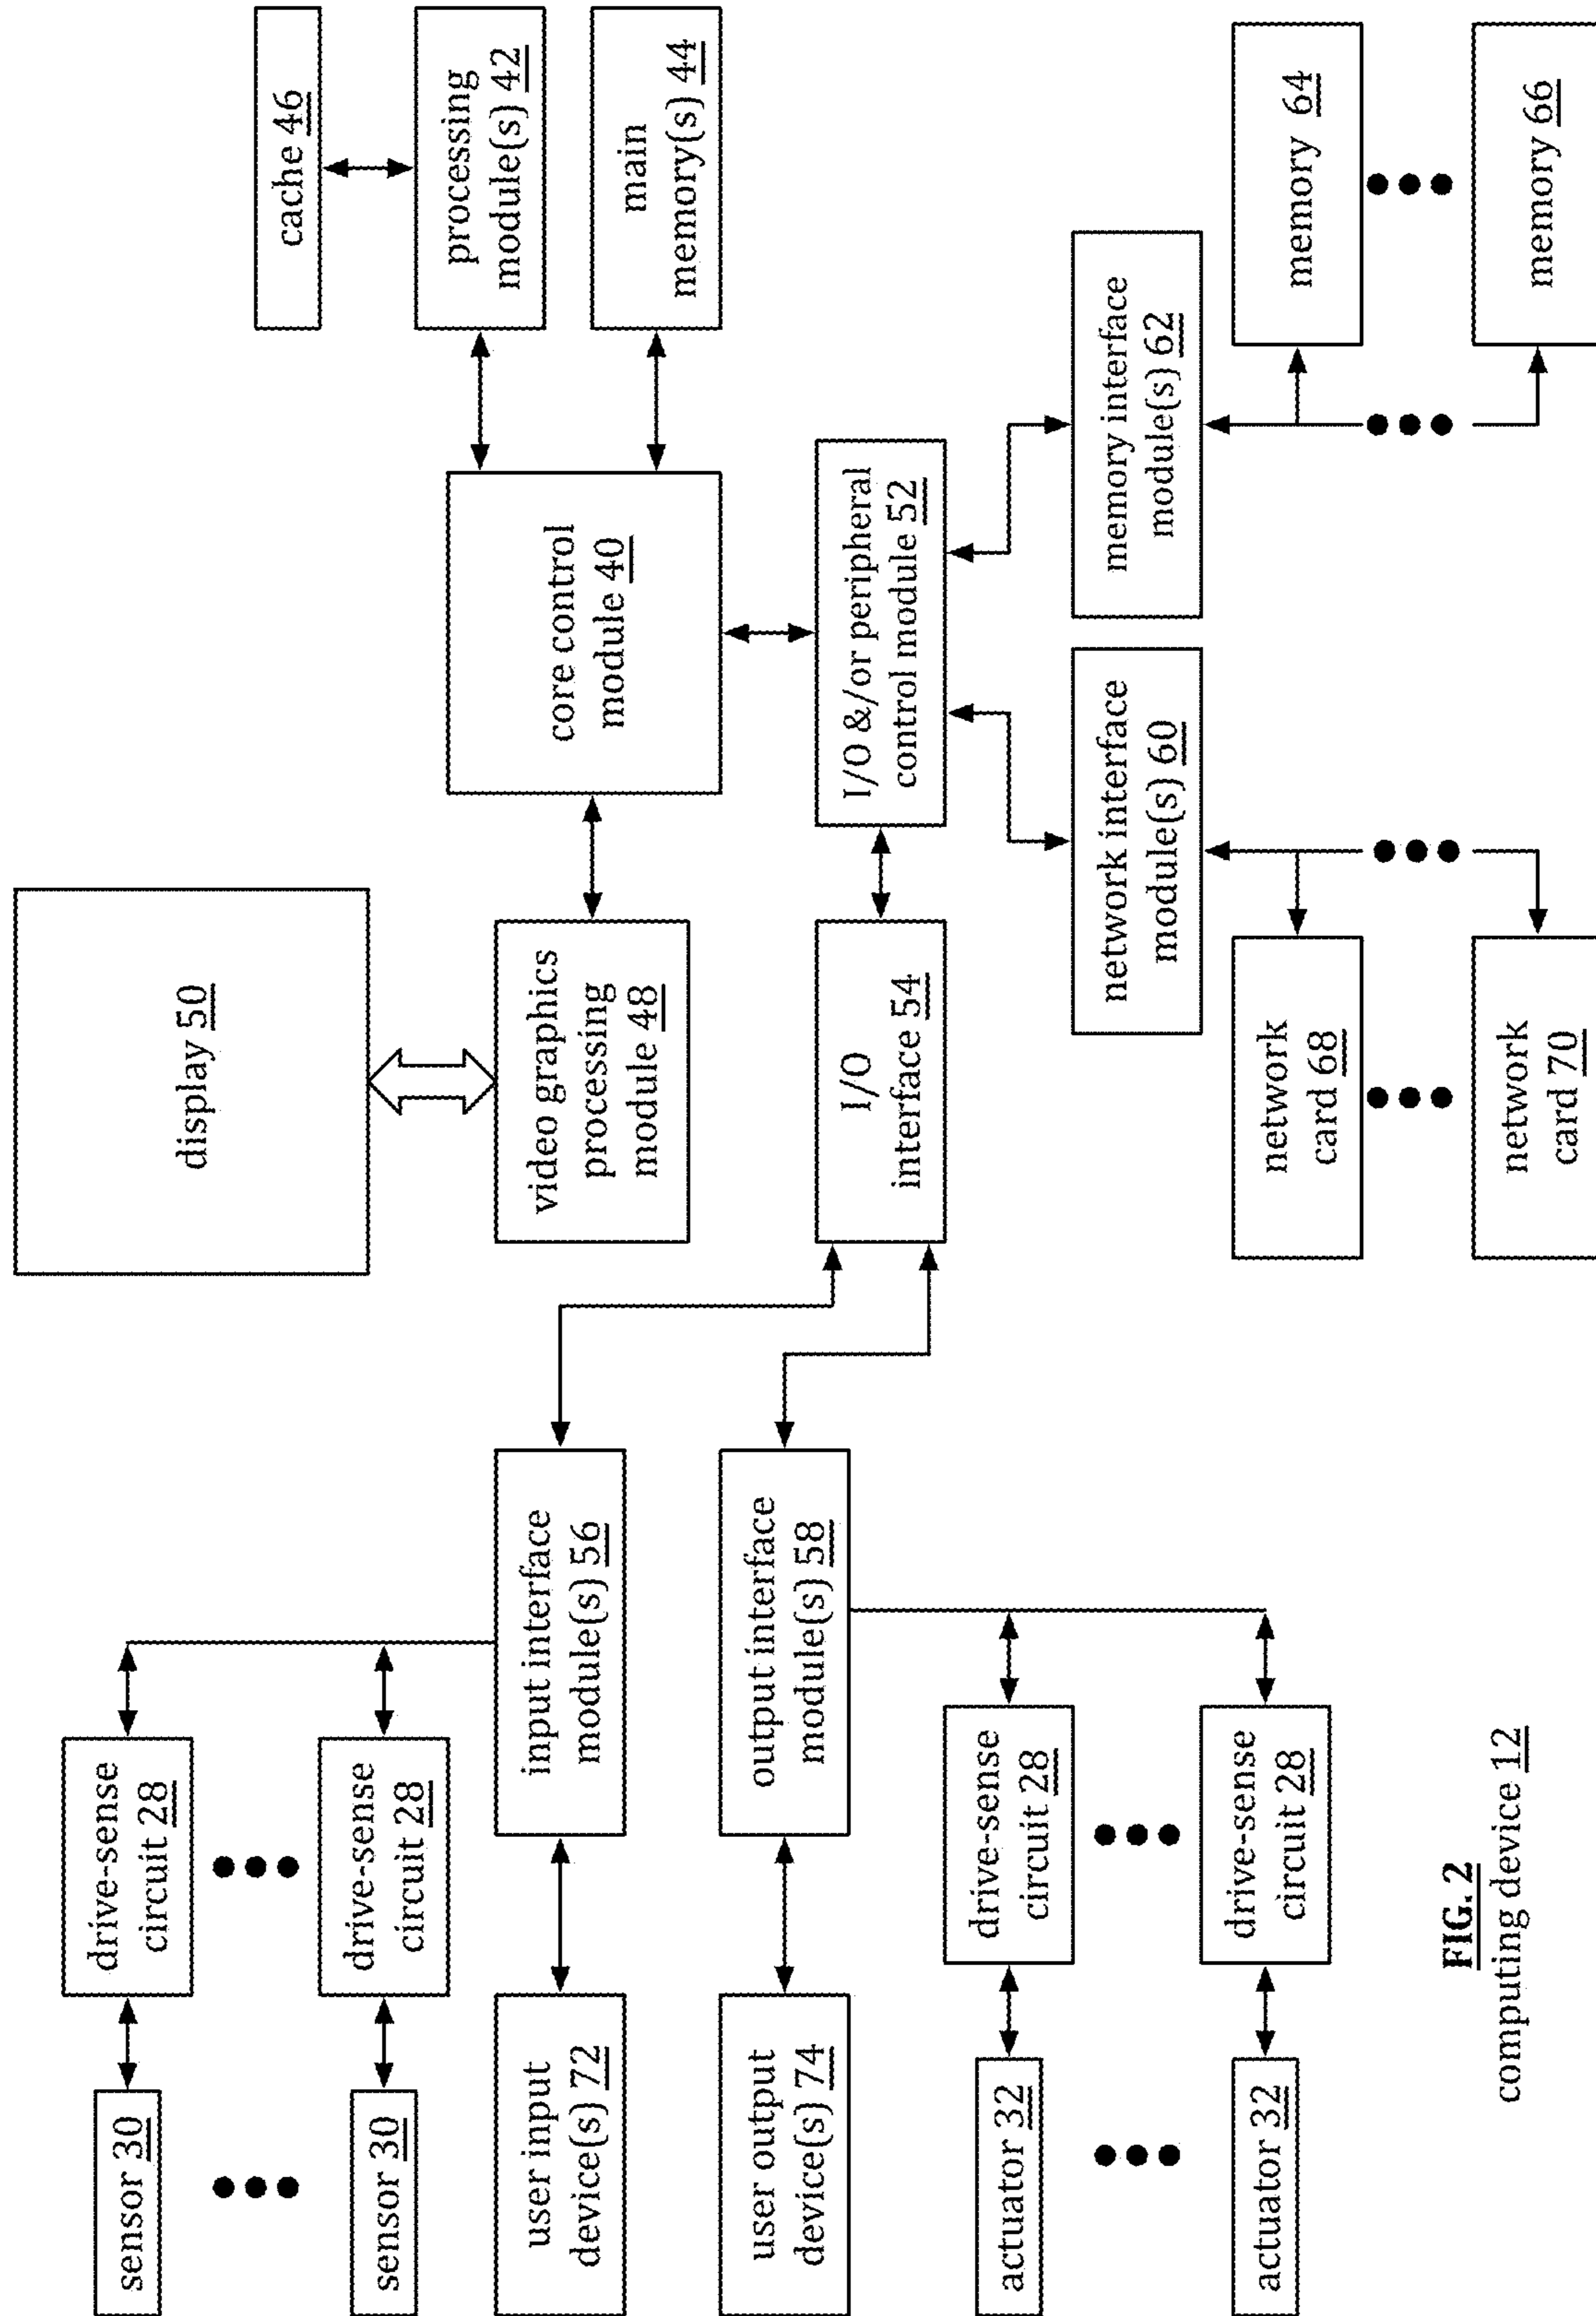 display 50
cache 46
processing
module(s) 42
main
memory(s) 44
core control
module 40
video graphics
processing
module 48
I/O &/or peripheral
control module 52
I/O
interface 54
sensor 30
drive-sense
circuit 28
sensor 30
drive-sense
circuit 28
user input
device(s) 72
input interface
module(s) 56
user output
device(s) 74
output interface
module(s) 58
actuator 32
drive-sense
circuit 28
actuator 32
drive-sense
circuit 28
network interface
module(s) 60
memory interface
module(s) 62
network
card 68
memory 64
network
card 70
memory 66
FIG. 2
computing device 12